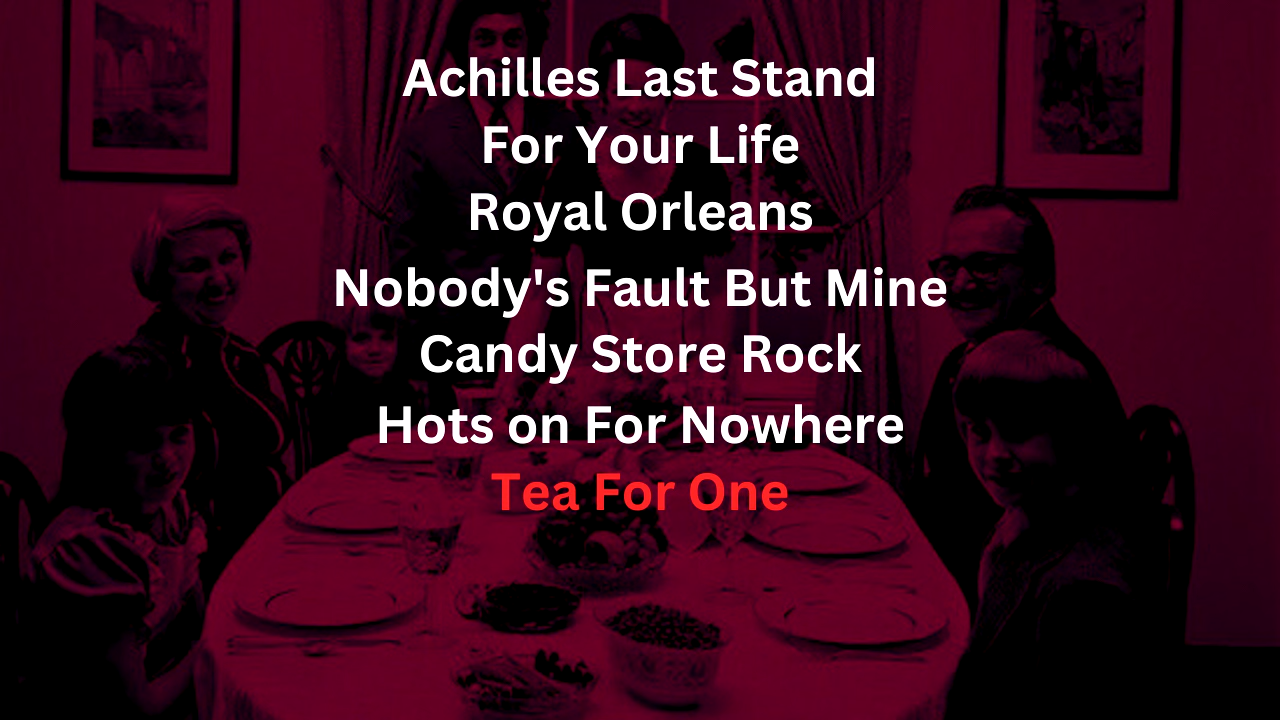 Achilles Last Stand
For Your Life
Royal Orleans
Nobody's Fault But Mine
Candy Store Rock
Hots on For Nowhere
Tea For One